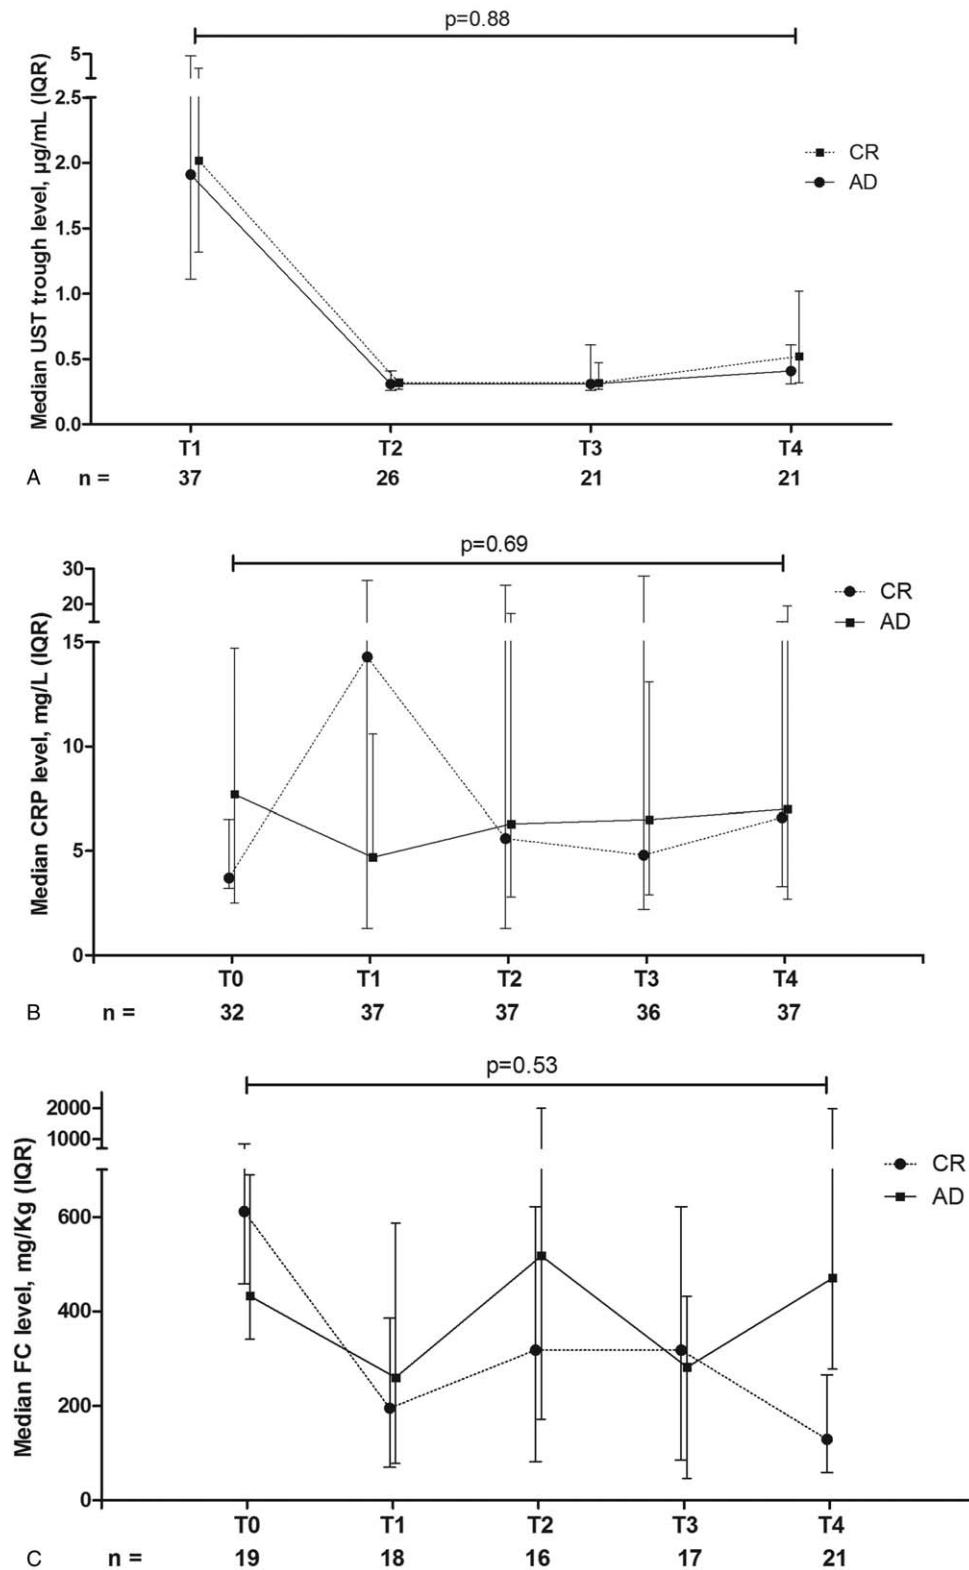 p=0.88
Median UST trough level, µg/mL (IQR)
5
2.5
2.0
1.5
1.0
0.5
0.0
CR
AD
T1 T2 T3 T4
A n = 37 26 21 21
p=0.69
Median CRP level, mg/L (IQR)
30
20
15
10
5
0
CR
AD
T0 T1 T2 T3 T4
B n = 32 37 37 36 37
p=0.53
Median FC level, mg/Kg (IQR)
2000
1000
600
400
200
0
CR
AD
T0 T1 T2 T3 T4
C n = 19 18 16 17 21